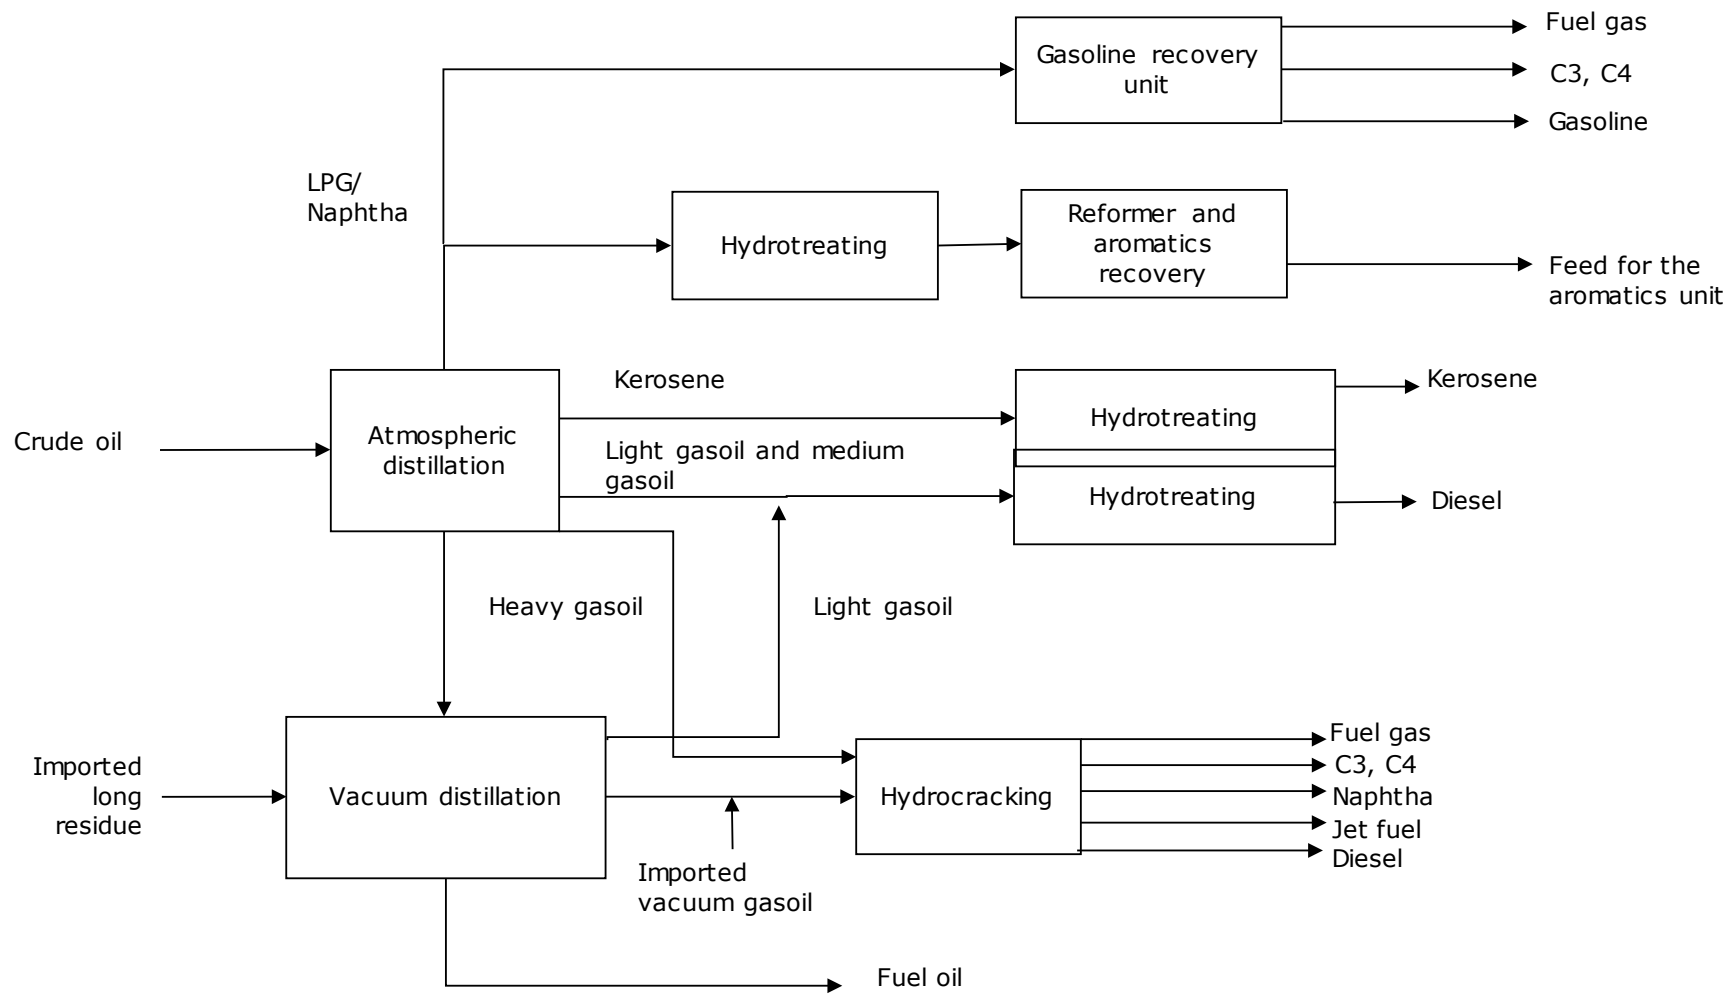 Fuel gas
Gasoline recovery
unit
C3, C4
Gasoline
LPG/
Naphtha
Hydrotreating
Reformer and
aromatics
recovery
Feed for the
aromatics unit
Kerosene
Kerosene
Hydrotreating
Crude oil
Atmospheric
distillation
Light gasoil and medium
gasoil
Hydrotreating
Diesel
Heavy gasoil
Light gasoil
Imported
long
residue
Vacuum distillation
Hydrocracking
Fuel gas
C3, C4
Naphtha
Jet fuel
Diesel
Imported
vacuum gasoil
Fuel oil